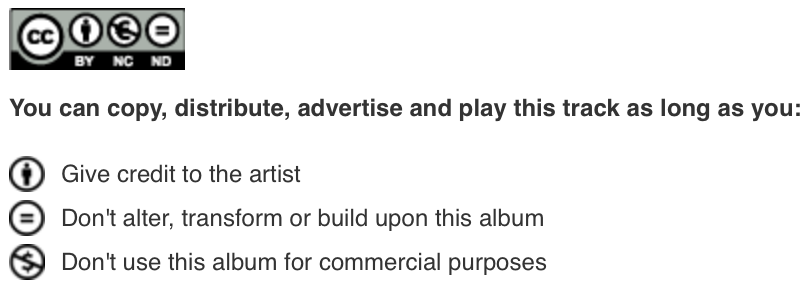 cc
BY NC ND
You can copy, distribute, advertise and play this track as long as you:
Give credit to the artist
Don't alter, transform or build upon this album
Don't use this album for commercial purposes